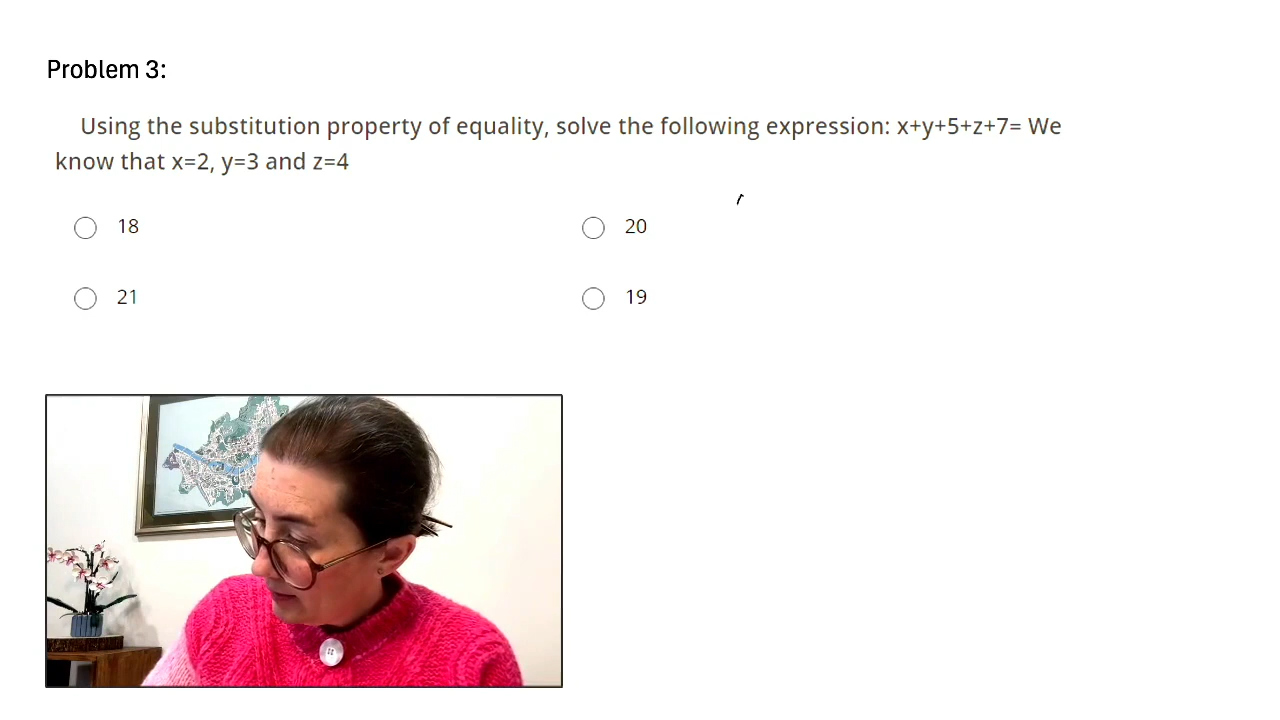 Problem 3:
Using the substitution property of equality, solve the following expression: x+y+5+z+7= We
know that x=2, y=3 and z=4
18
20
21
19